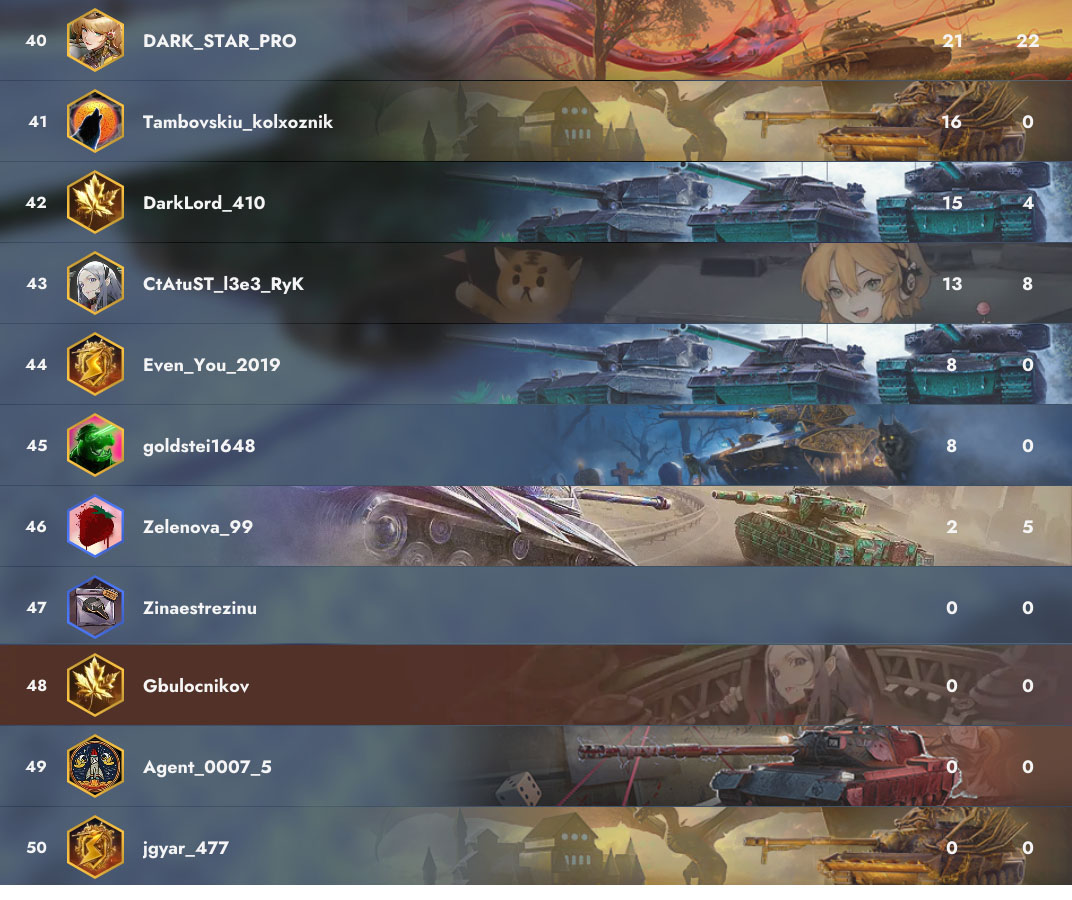 40 DARK_STAR_PRO 21 22
41 Tambovskiu_kolxoznik 16 0
42 DarkLord_410 15 4
43 CtAtuST_l3e3_RyK 13 8
44 Even_You_2019 8 0
45 goldstei1648 8 0
46 Zelenova_99 2 5
47 Zinaestrezinu 0 0
48 Gbulocnikov 0 0
49 Agent_0007_5 0 0
50 jgyar_477 0 0